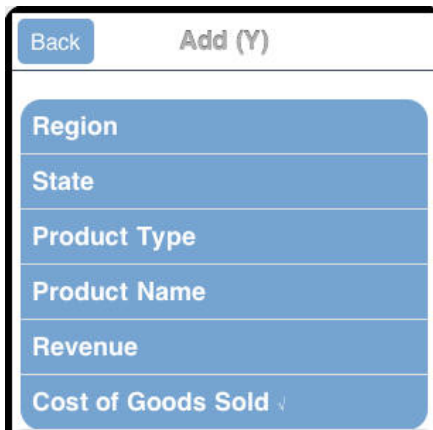 Back Add (Y)
Region
State
Product Type
Product Name
Revenue
Cost of Goods Sold √